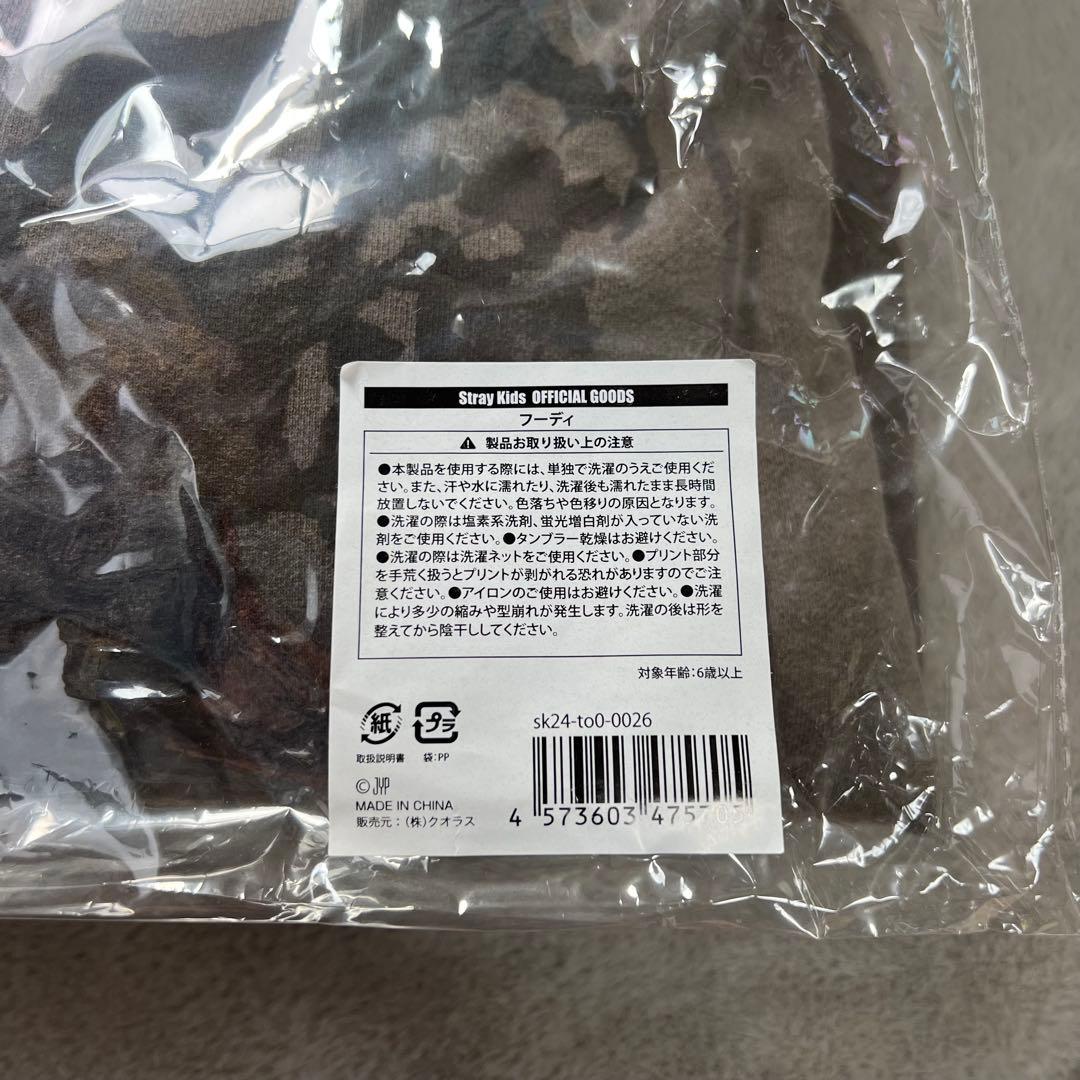 Stray Kids OFFICIAL GOODS
フーディ
⚠ 製品お取り扱い上の注意
●本製品を使用する際には、単独で洗濯のうえご使用くだ
さい。また、汗や水に濡れたり、洗濯後も濡れたまま長時間
放置しないでください。色落ちや色移りの原因となります。
●洗濯の際は塩素系洗剤、蛍光増白剤が入っていない洗
剤をご使用ください。●タンブラー乾燥はお避けください。
●洗濯の際は洗濯ネットをご使用ください。●プリント部分
を手荒く扱うとプリントが剥がれる恐れがありますのでご注
意ください。●アイロンのご使用はお避けください。●洗濯
により多少の縮みや型崩れが発生します。洗濯の後は形を
整えてから陰干ししてください。
対象年齢:6歳以上
紙 プラ
取扱説明書 袋:PP
sk24-to0-0026
© JYP
MADE IN CHINA
販売元:(株)クオラス
4 573603 475705